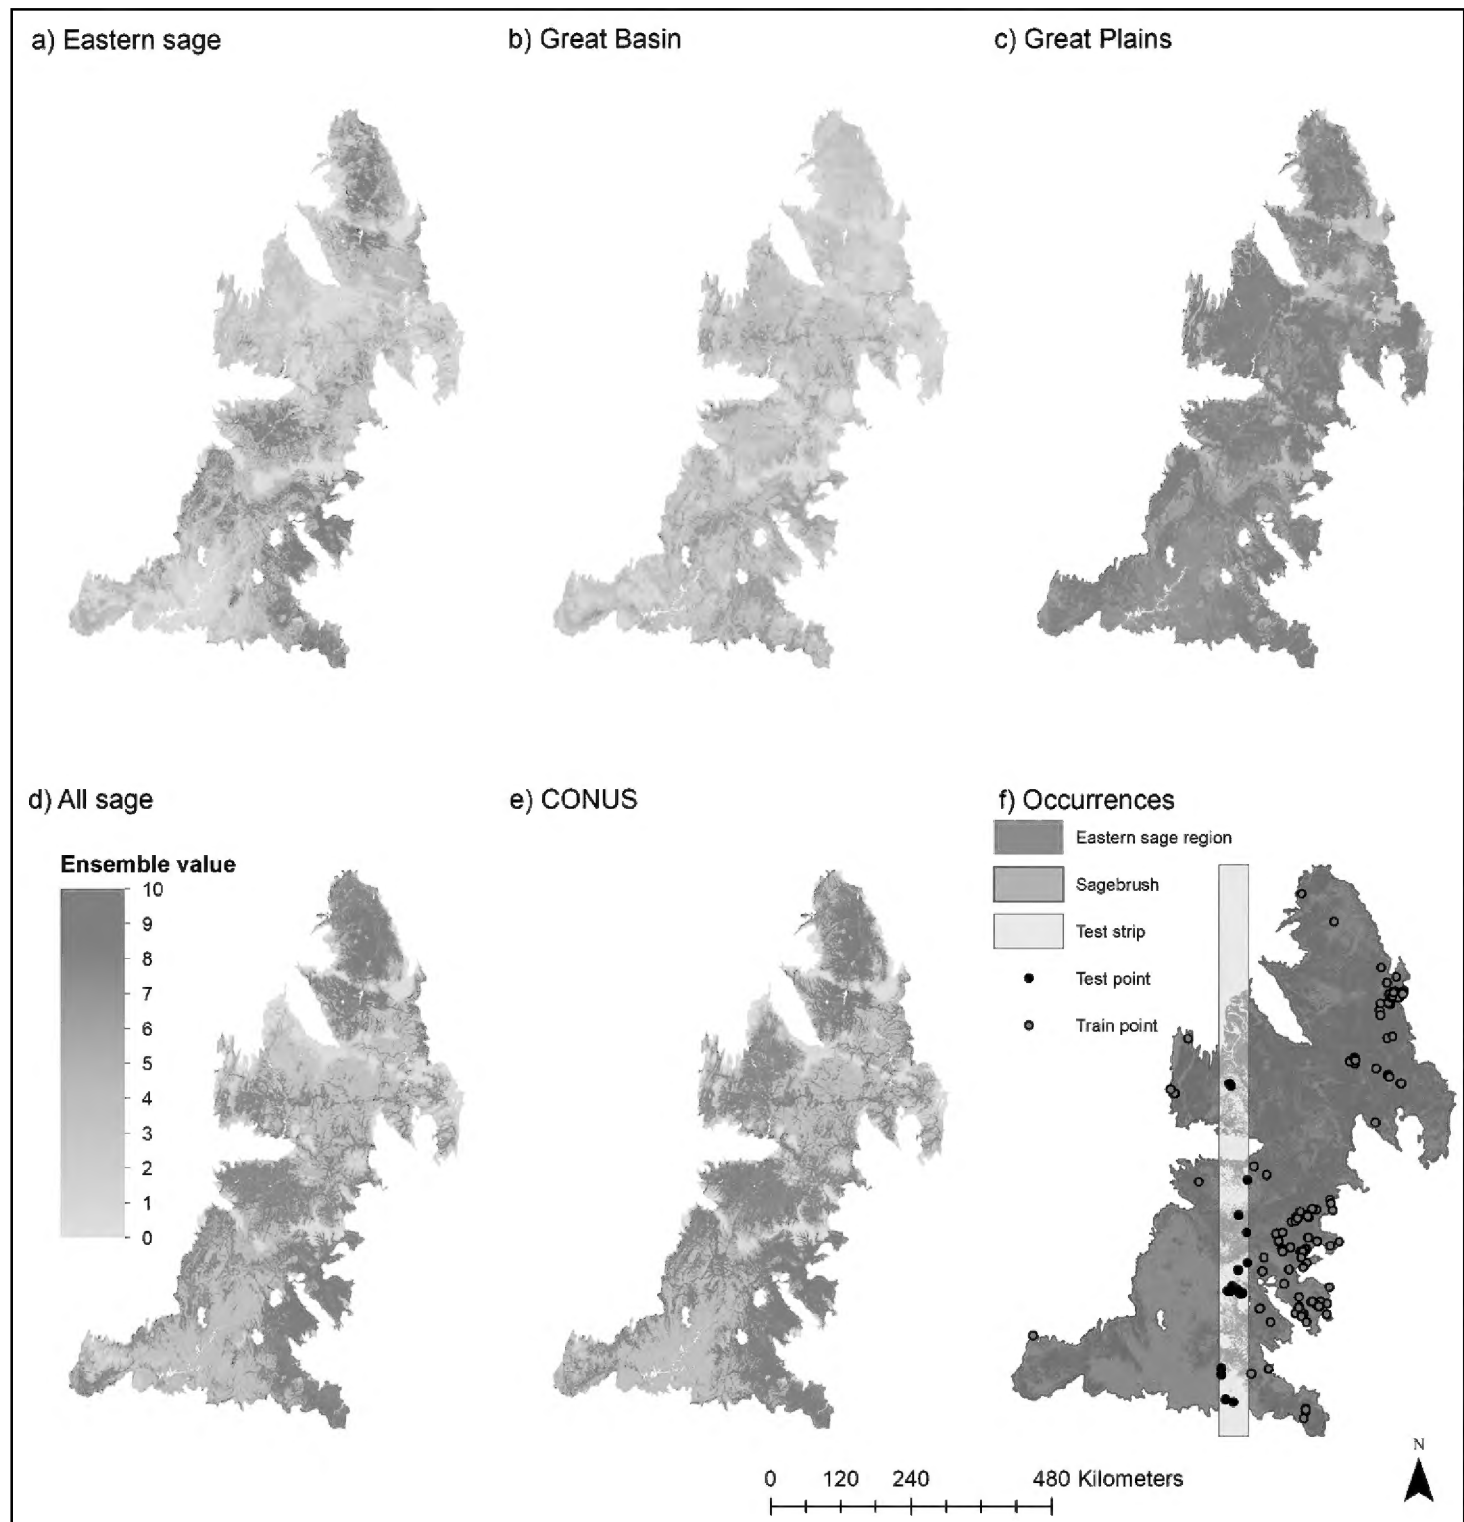 a) Eastern sage
b) Great Basin
c) Great Plains
d) All sage
e) CONUS
f) Occurrences
Ensemble value
10
9
8
7
6
5
4
3
2
1
0
Eastern sage region
Sagebrush
Test strip
Test point
Train point
N
0 120 240 480 Kilometers